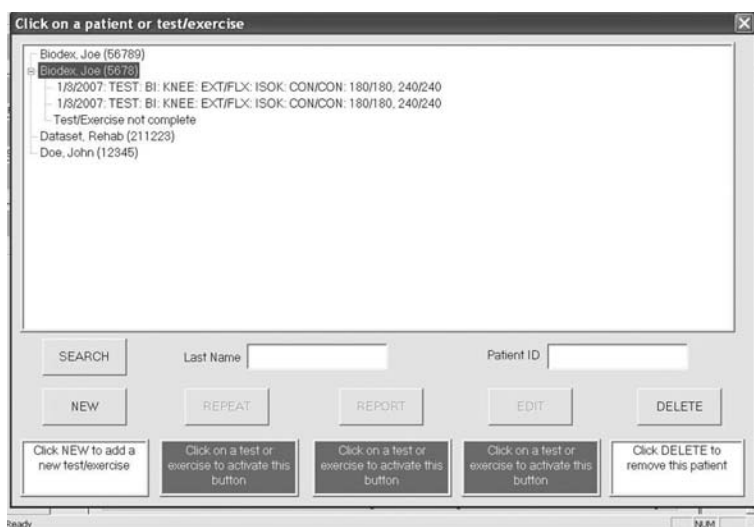 Click on a patient or test/exercise
Biodex, Joe (56789)
Biodex, Joe (5678)
1/3/2007: TEST: BI: KNEE: EXT/FLX: ISOK: CON/CON: 180/180, 240/240
1/3/2007: TEST: BI: KNEE: EXT/FLX: ISOK: CON/CON: 180/180, 240/240
Test/Exercise not complete
Dataset, Rehab (211223)
Doe, John (12345)
SEARCH Last Name Patient ID
NEW REPEAT REPORT EDIT DELETE
Click NEW to add a
new test/exercise
Click on a test or
exercise to activate this
button
Click on a test or
exercise to activate this
button
Click on a test or
exercise to activate this
button
Click DELETE to
remove this patient
Ready NUM